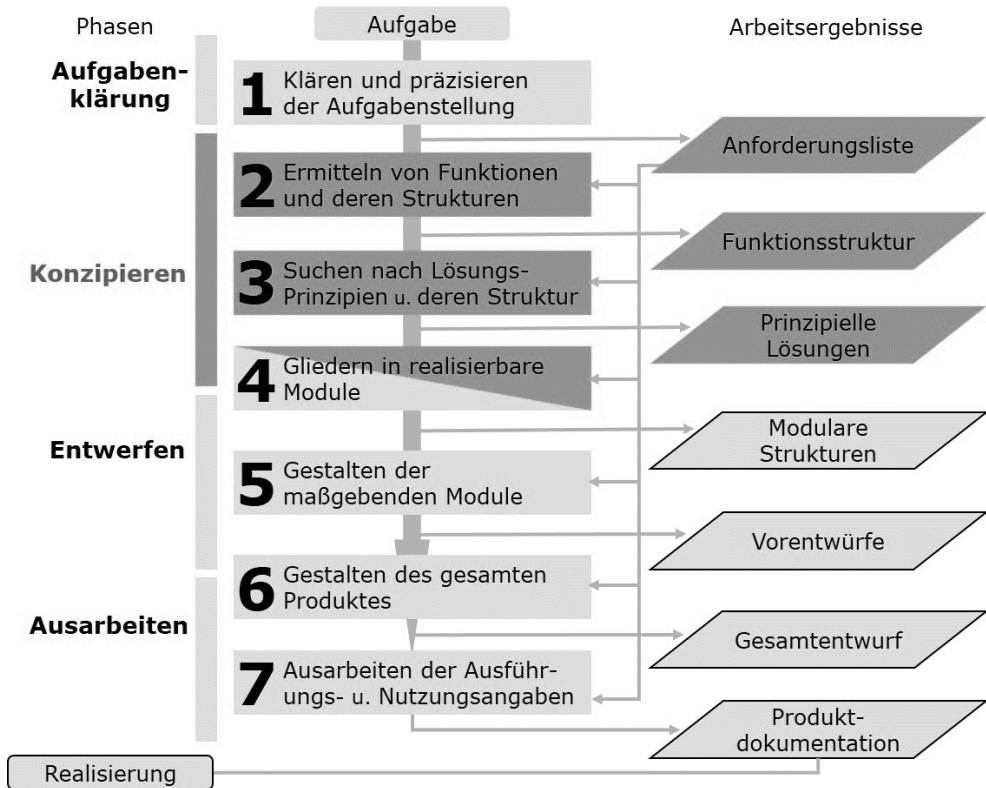 Phasen
Aufgabe
Arbeitsergebnisse
Aufgaben-
klärung
1 Klären und präzisieren
der Aufgabenstellung
Anforderungsliste
2 Ermitteln von Funktionen
und deren Strukturen
Funktionsstruktur
Konzipieren
3 Suchen nach Lösungs-
Prinzipien u. deren Struktur
Prinzipielle
Lösungen
4 Gliedern in realisierbare
Module
Modulare
Strukturen
Entwerfen
5 Gestalten der
maßgebenden Module
Vorentwürfe
6 Gestalten des gesamten
Produktes
Ausarbeiten
Gesamtentwurf
7 Ausarbeiten der Ausführ-
ungs- u. Nutzungsangaben
Produkt-
dokumentation
Realisierung